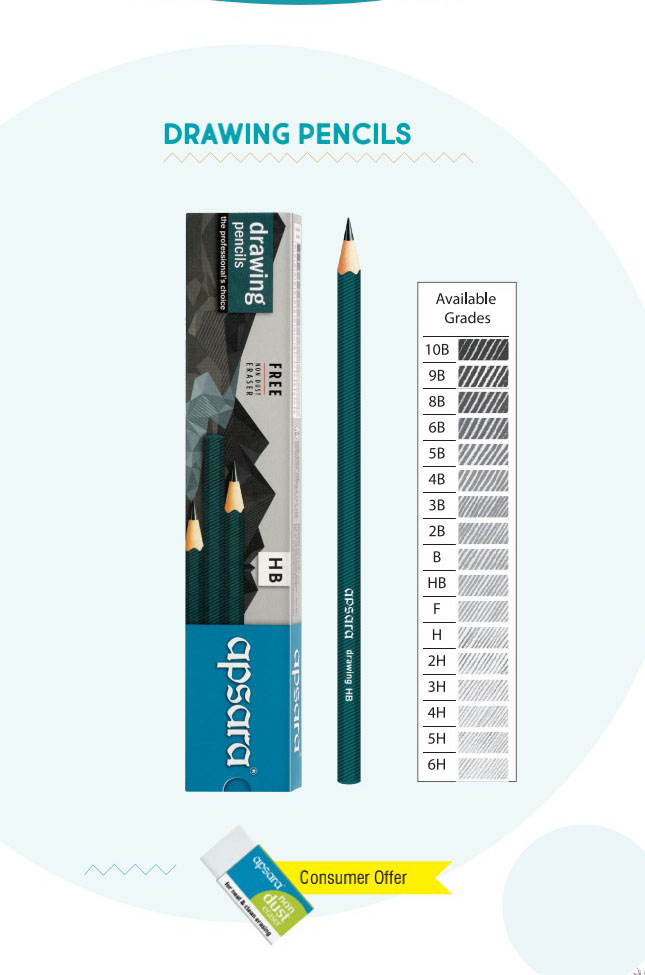 DRAWING PENCILS
drawing
pencils
the professional's choice
FREE
NON DUST
ERASER
HB
apsara
apsara
apsara drawing HB
Available
Grades
10B
9B
8B
6B
5B
4B
3B
2B
B
HB
F
H
2H
3H
4H
5H
6H
apsara
non
dust
eraser
for neat & clean erasing
Consumer Offer